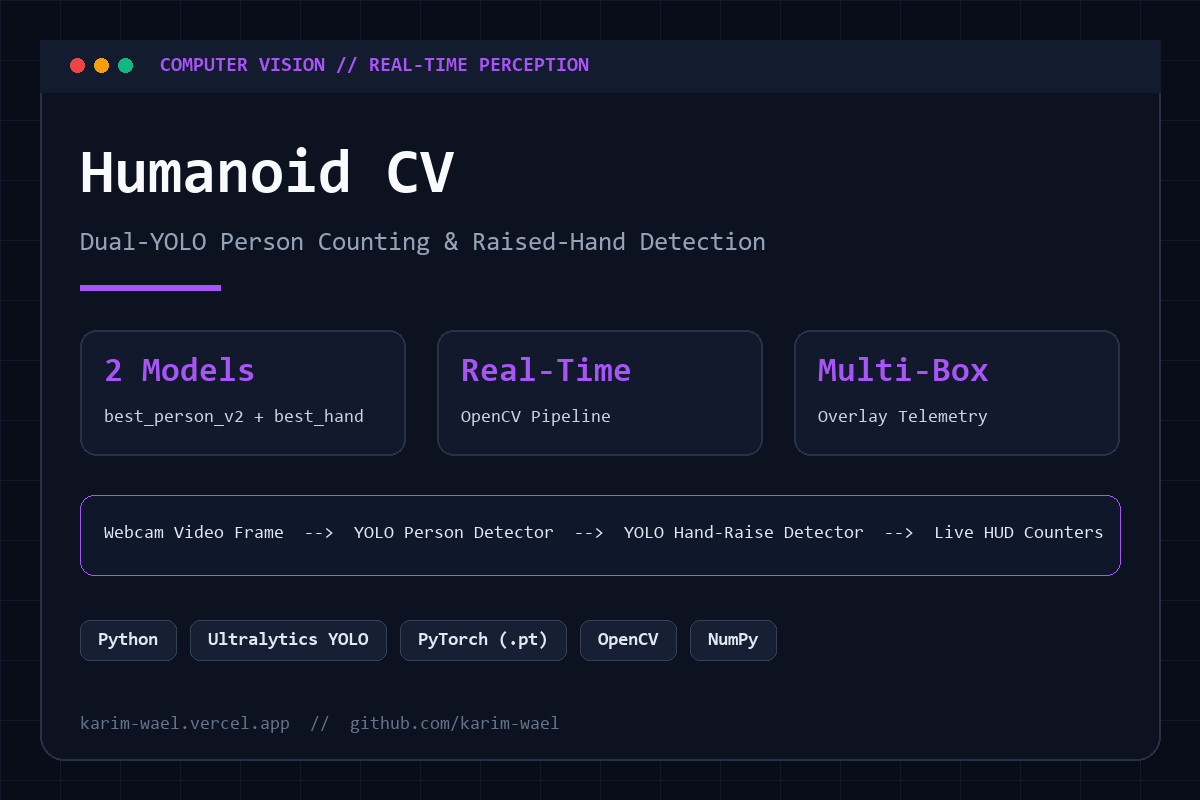 COMPUTER VISION // REAL-TIME PERCEPTION
Humanoid CV
Dual-YOLO Person Counting & Raised-Hand Detection
2 Models
best_person_v2 + best_hand
Real-Time
OpenCV Pipeline
Multi-Box
Overlay Telemetry
Webcam Video Frame --> YOLO Person Detector --> YOLO Hand-Raise Detector --> Live HUD Counters
Python
Ultralytics YOLO
PyTorch (.pt)
OpenCV
NumPy
karim-wael.vercel.app // github.com/karim-wael